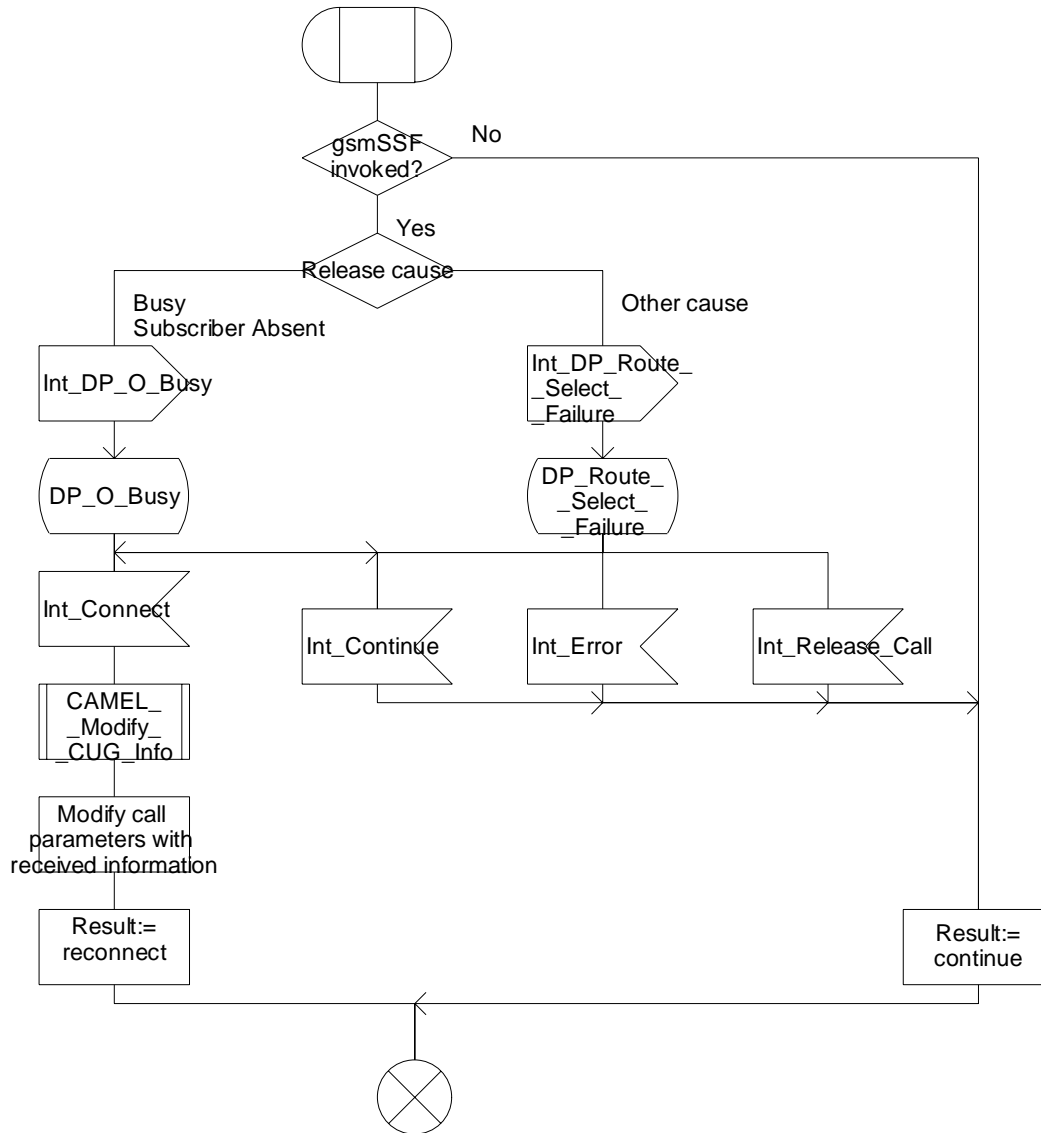 gsmSSF
invoked?
No
Yes
Release cause
Busy
Subscriber Absent
Other cause
Int_DP_O_Busy
Int_DP_Route_
_Select_
_Failure
DP_O_Busy
DP_Route_
_Select_
_Failure
Int_Connect
Int_Continue
Int_Error
Int_Release_Call
CAMEL_
_Modify_
_CUG_Info
Modify call
parameters with
received information
Result:=
reconnect
Result:=
continue